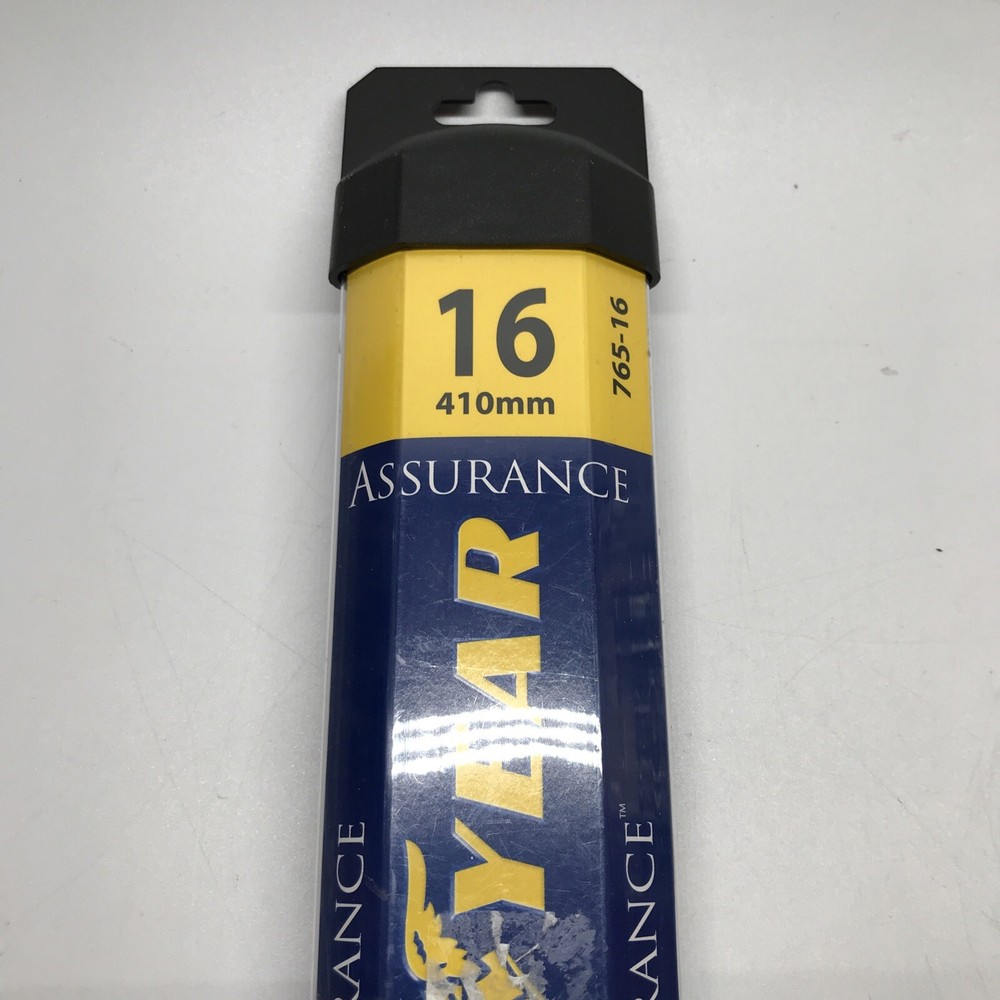 16
410mm
765-16
ASSURANCE
YEAR
RANCE
RANCE™